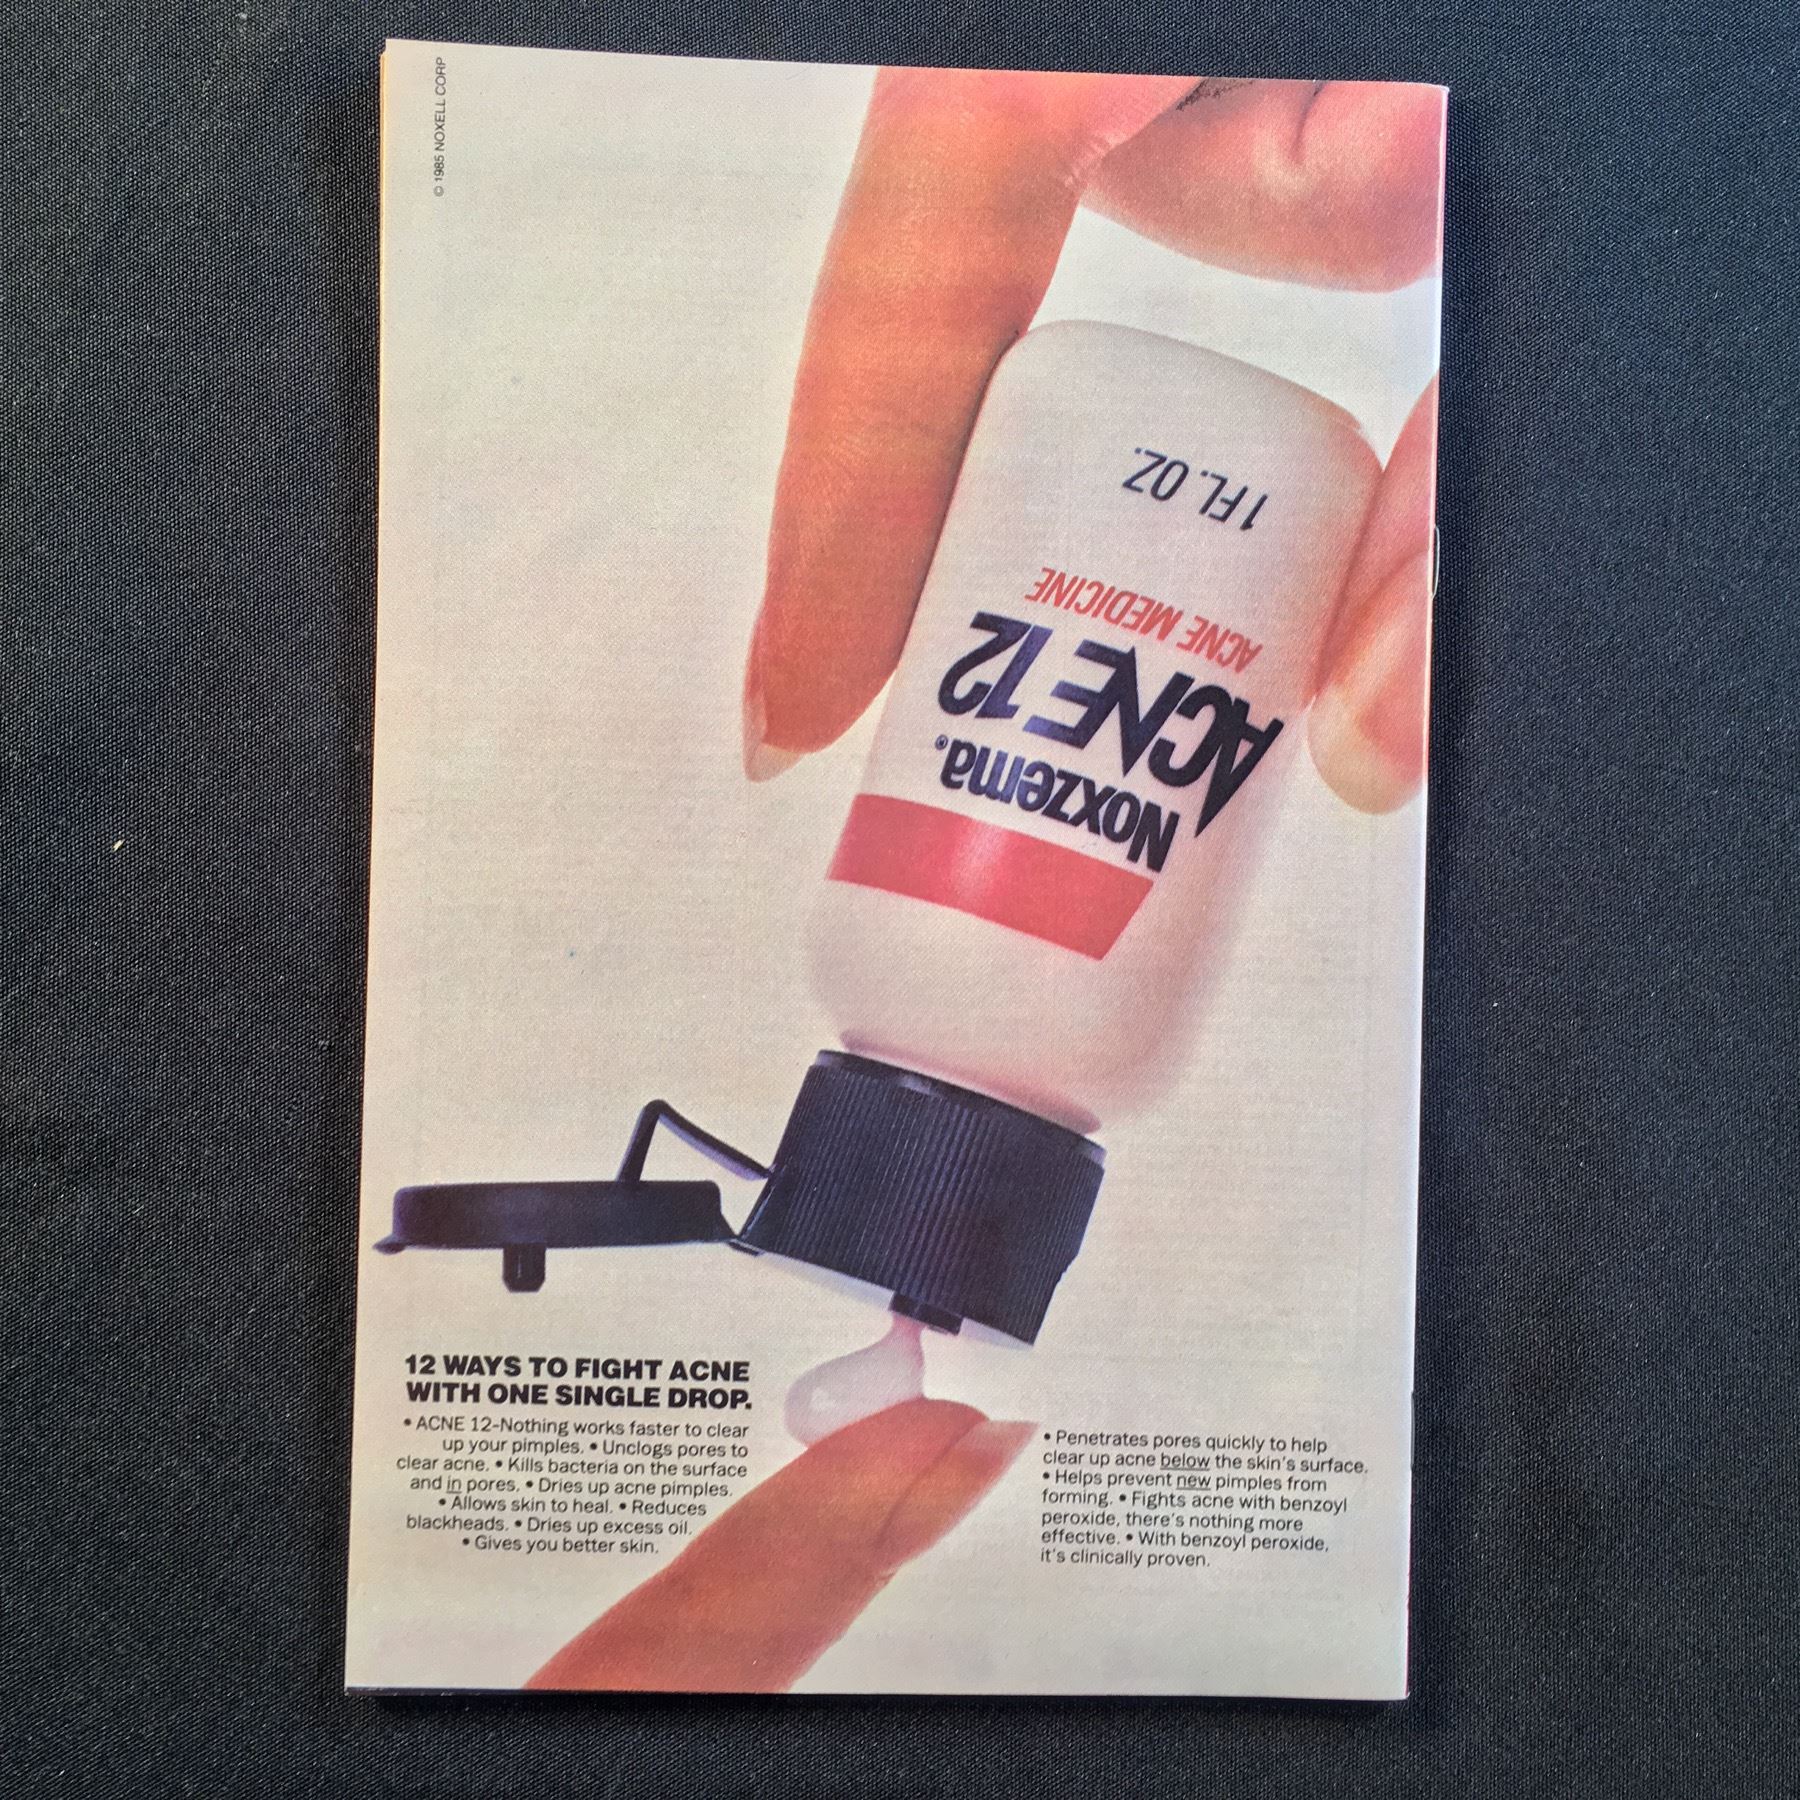 © 1985 NOXELL CORP
1 FL. OZ.
ACNE MEDICINE
ACNE 12
Noxzema®
12 WAYS TO FIGHT ACNE
WITH ONE SINGLE DROP.
• ACNE 12-Nothing works faster to clear
up your pimples. • Unclogs pores to
clear acne. • Kills bacteria on the surface
and in pores. • Dries up acne pimples.
• Allows skin to heal. • Reduces
blackheads. • Dries up excess oil.
• Gives you better skin.
• Penetrates pores quickly to help
clear up acne below the skin's surface.
• Helps prevent new pimples from
forming. • Fights acne with benzoyl
peroxide, there's nothing more
effective. • With benzoyl peroxide,
it's clinically proven.